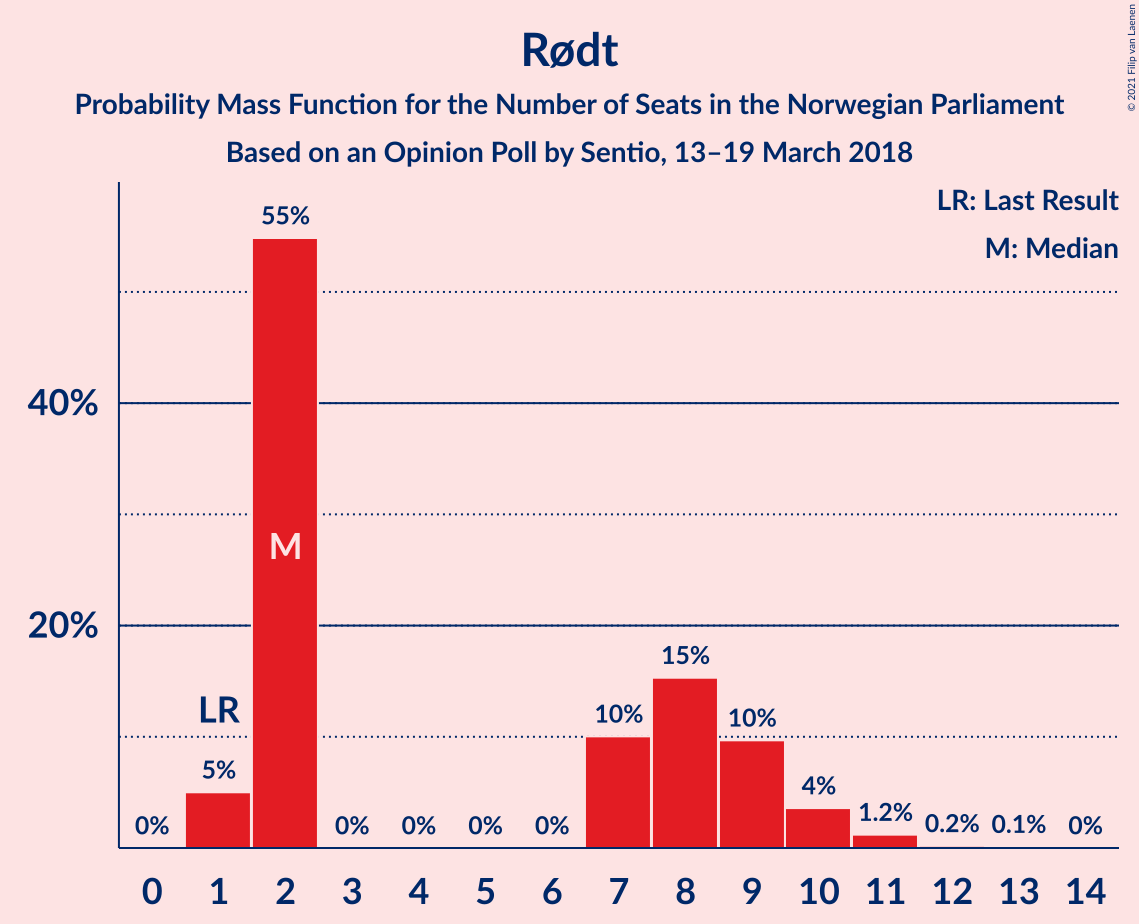 Rødt
Probability Mass Function for the Number of Seats in the Norwegian Parliament
Based on an Opinion Poll by Sentio, 13–19 March 2018
© 2021 Filip van Laenen
LR: Last Result
M: Median
55%
40%
M
20%
15%
LR
10%
10%
5%
4%
1.2%
0%
0%
0%
0%
0%
0.2%
0.1%
0%
0 1 2 3 4 5 6 7 8 9 10 11 12 13 14